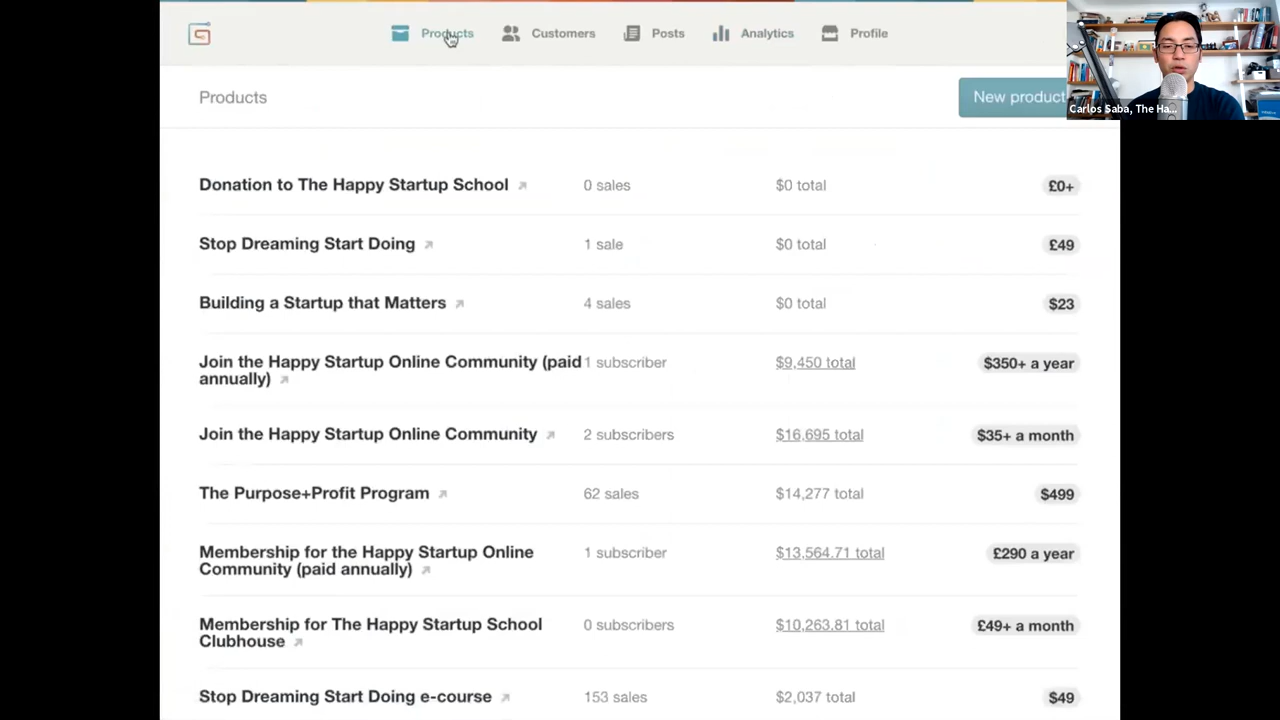 Products Customers Posts Analytics Profile
Products
New product
Carlos Saba, The Ha...
Donation to The Happy Startup School 0 sales $0 total £0+
Stop Dreaming Start Doing 1 sale $0 total £49
Building a Startup that Matters 4 sales $0 total $23
Join the Happy Startup Online Community (paid 1 subscriber $9,450 total $350+ a year
annually)
Join the Happy Startup Online Community 2 subscribers $16,695 total $35+ a month
The Purpose+Profit Program 62 sales $14,277 total $499
Membership for the Happy Startup Online 1 subscriber $13,564.71 total £290 a year
Community (paid annually)
Membership for The Happy Startup School 0 subscribers $10,263.81 total £49+ a month
Clubhouse
Stop Dreaming Start Doing e-course 153 sales $2,037 total $49